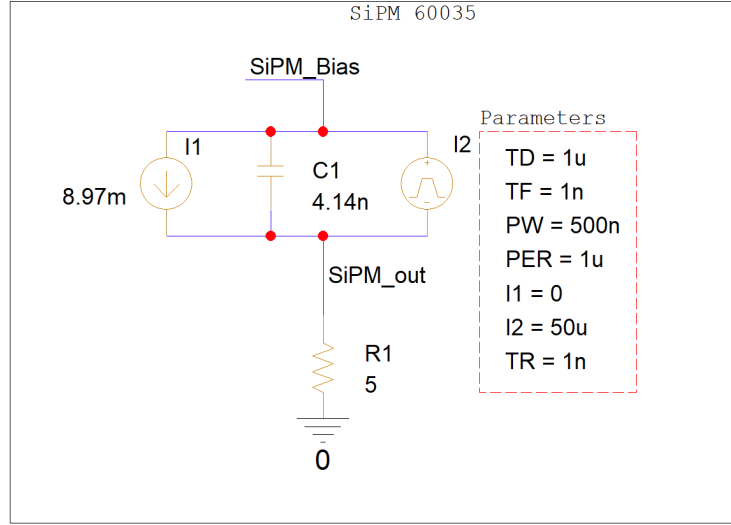 SiPM 60035
SiPM_Bias
I1
8.97m
C1
4.14n
I2
SiPM_out
R1
5
0
Parameters
TD = 1u
TF = 1n
PW = 500n
PER = 1u
I1 = 0
I2 = 50u
TR = 1n